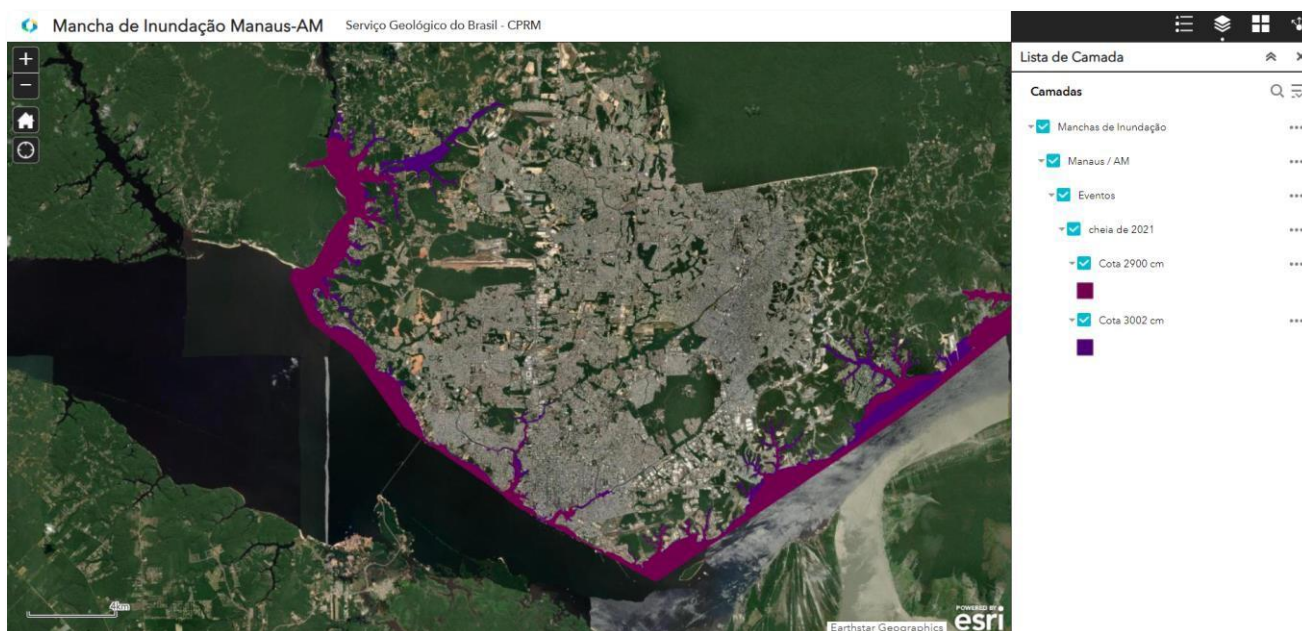 Mancha de Inundação Manaus-AM
Serviço Geológico do Brasil - CPRM
+
−
Lista de Camada
Camadas
Manchas de Inundação
Manaus / AM
Eventos
cheia de 2021
Cota 2900 cm
Cota 3002 cm
4km
Earthstar Geographics
POWERED BY
esri